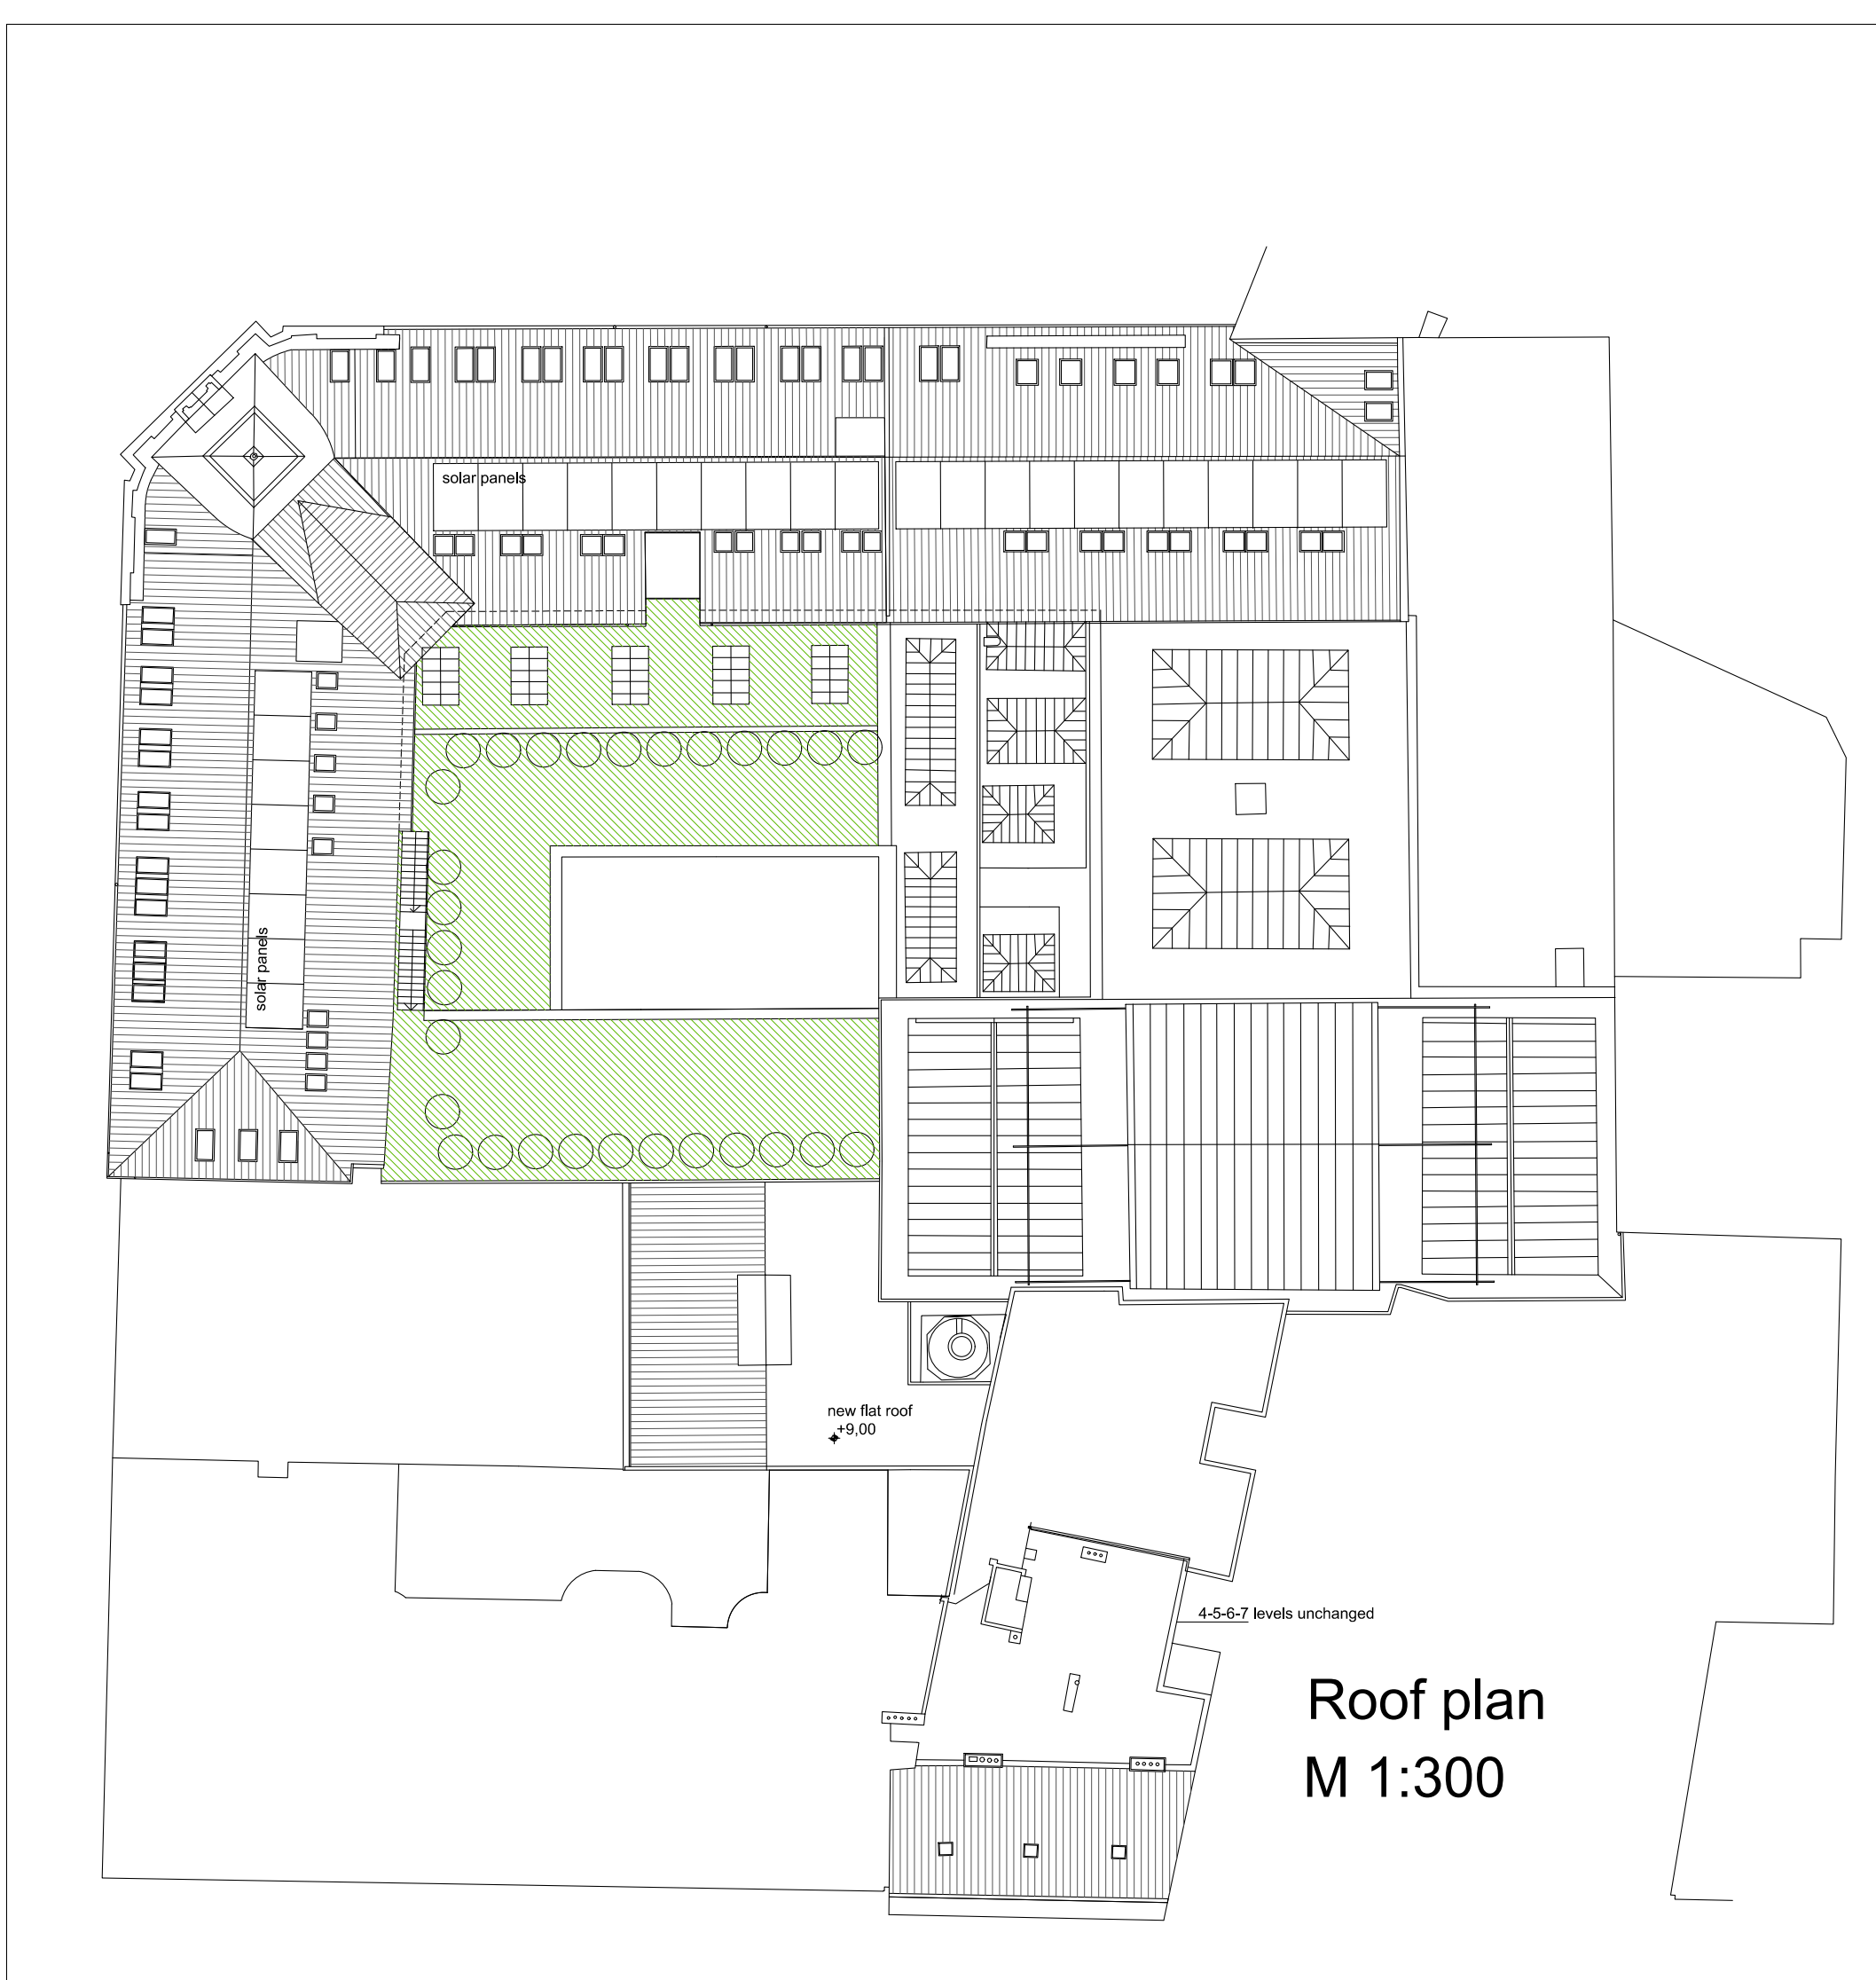 solar panels
solar panels
new flat roof
+9,00
4-5-6-7 levels unchanged
Roof plan
M 1:300